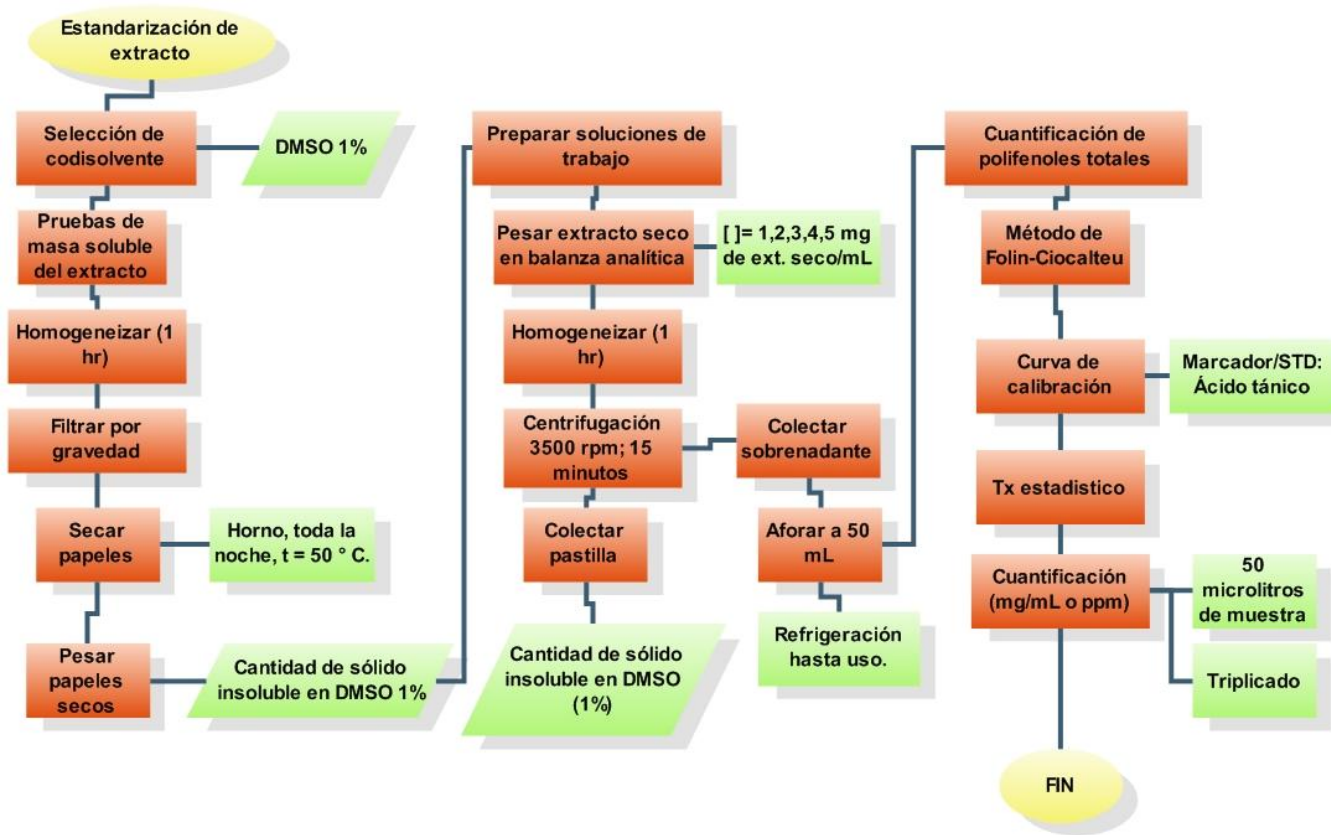 Estandarización de
extracto
Selección de
codisolvente
DMSO 1%
Pruebas de
masa soluble
del extracto
Homogeneizar (1
hr)
Filtrar por
gravedad
Secar
papeles
Horno, toda la
noche, t = 50 ° C.
Pesar
papeles
secos
Cantidad de sólido
insoluble en DMSO 1%
Preparar soluciones de
trabajo
Pesar extracto seco
en balanza analítica
[ ]= 1,2,3,4,5 mg
de ext. seco/mL
Homogeneizar (1
hr)
Centrifugación
3500 rpm; 15
minutos
Colectar
sobrenadante
Colectar
pastilla
Aforar a 50
mL
Cantidad de sólido
insoluble en DMSO
(1%)
Refrigeración
hasta uso.
Cuantificación de
polifenoles totales
Método de
Folin-Ciocalteu
Curva de
calibración
Marcador/STD:
Ácido tánico
Tx estadistico
Cuantificación
(mg/mL o ppm)
50
microlitros
de muestra
Triplicado
FIN